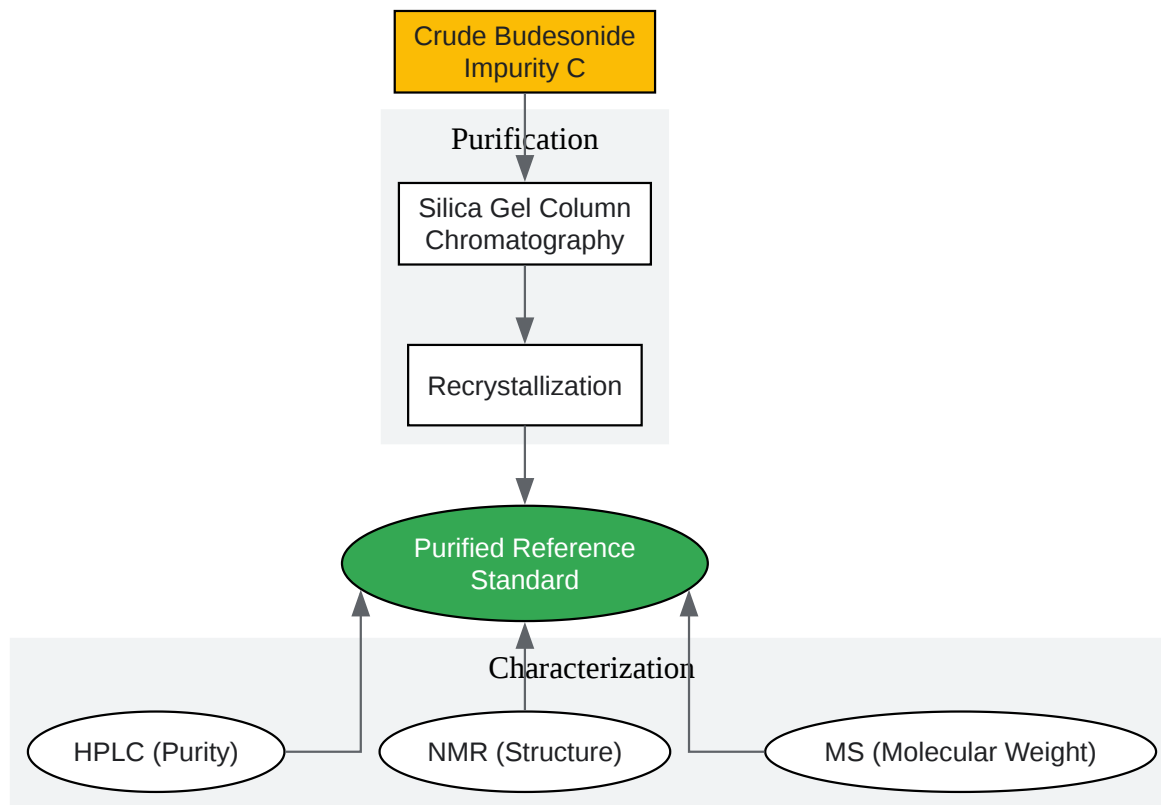 Crude Budesonide
Impurity C
Purification
Silica Gel Column
Chromatography
Recrystallization
Purified Reference
Standard
Characterization
HPLC (Purity)
NMR (Structure)
MS (Molecular Weight)